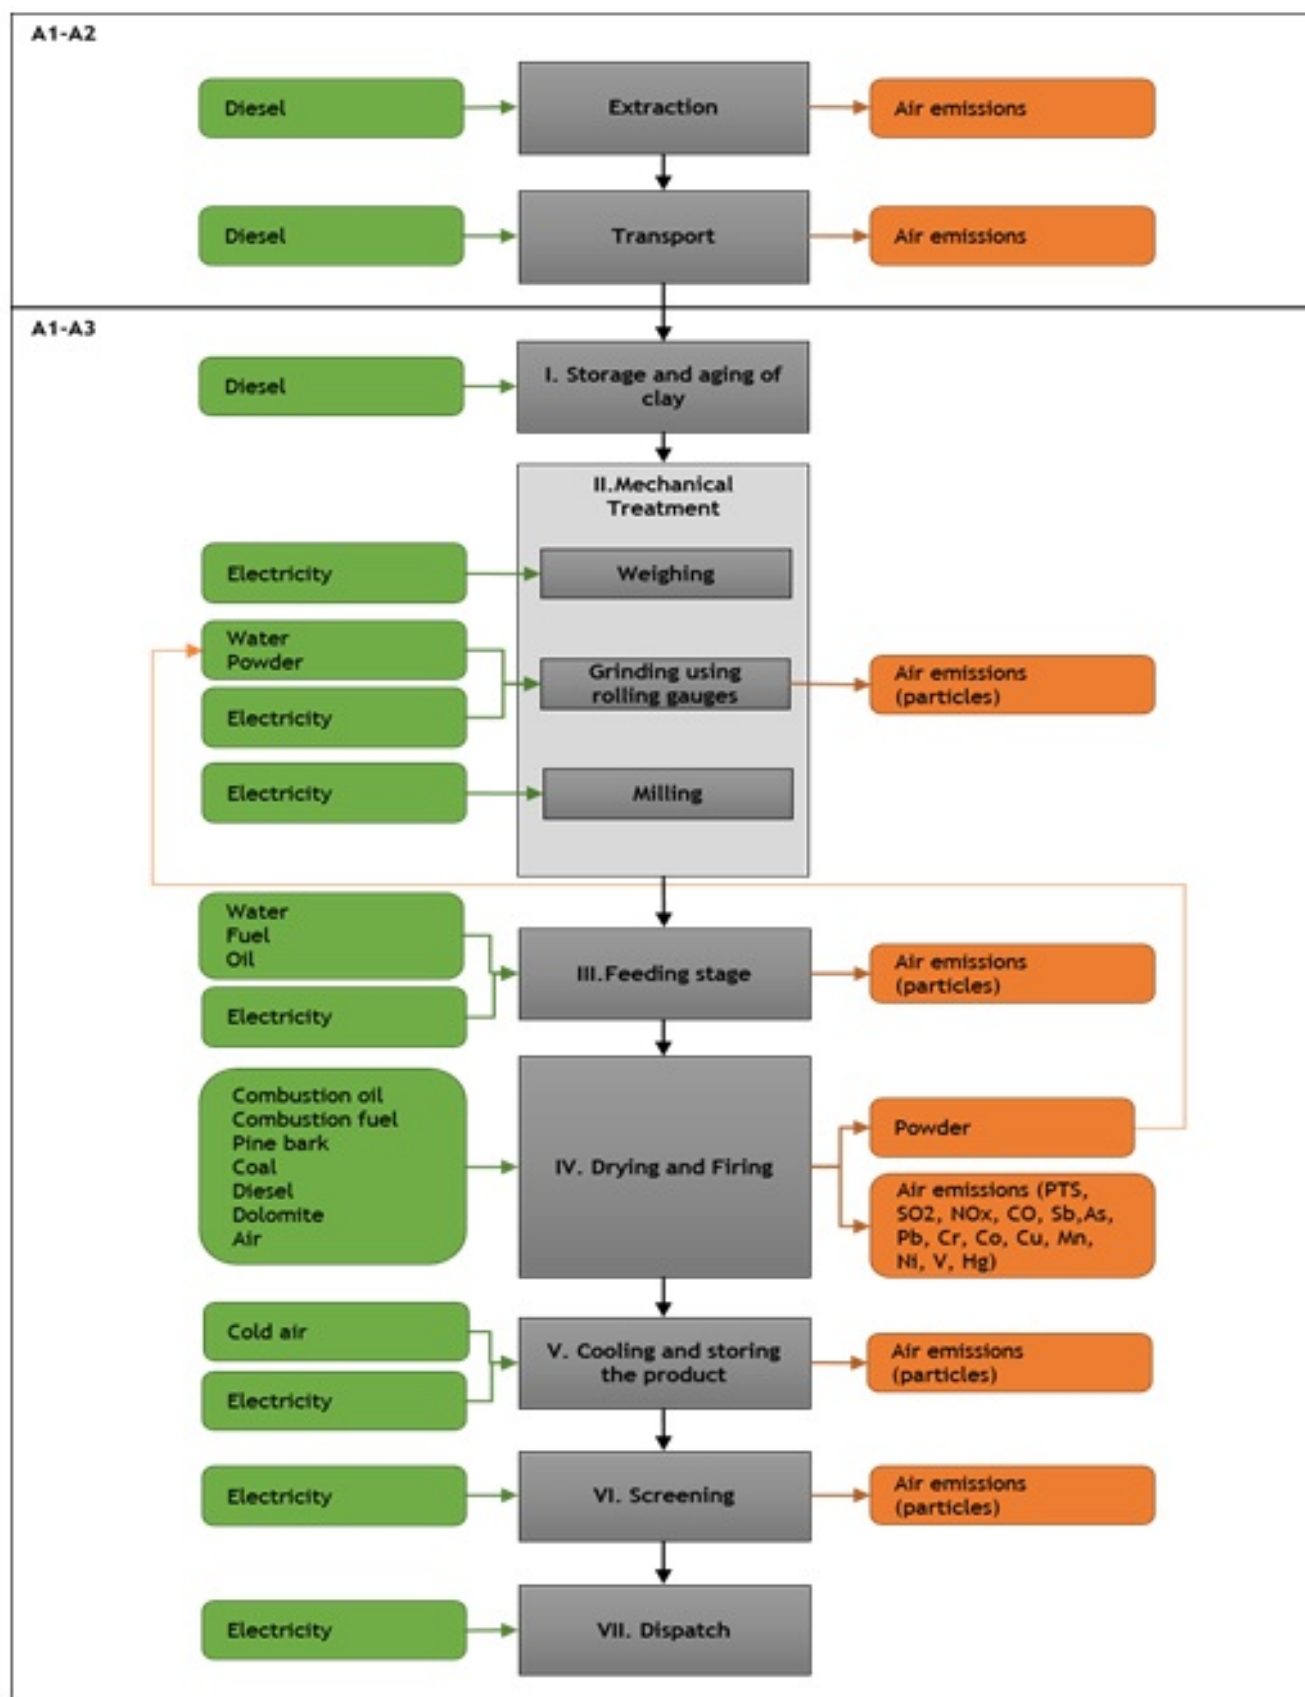 A1-A2
Diesel
Extraction
Air emissions
Diesel
Transport
Air emissions
A1-A3
Diesel
I. Storage and aging of
clay
II.Mechanical
Treatment
Electricity
Weighing
Water
Powder
Electricity
Grinding using
rolling gauges
Air emissions
(particles)
Electricity
Milling
Water
Fuel
Oil
Electricity
III.Feeding stage
Air emissions
(particles)
Combustion oil
Combustion fuel
Pine bark
Coal
Diesel
Dolomite
Air
IV. Drying and Firing
Powder
Air emissions (PTS,
SO2, NOx, CO, Sb,As,
Pb, Cr, Co, Cu, Mn,
Ni, V, Hg)
Cold air
Electricity
V. Cooling and storing
the product
Air emissions
(particles)
Electricity
VI. Screening
Air emissions
(particles)
Electricity
VII. Dispatch